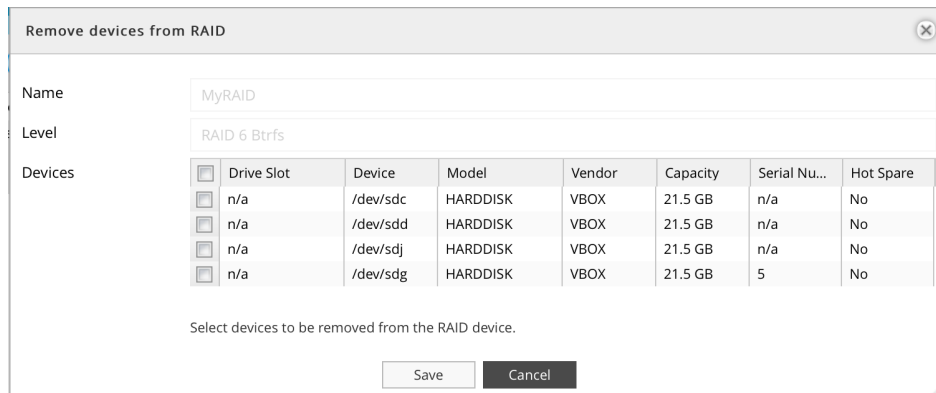 Remove devices from RAID
Name
MyRAID
Level
RAID 6 Btrfs
Devices
Drive Slot Device Model Vendor Capacity Serial Nu... Hot Spare
n/a /dev/sdc HARDDISK VBOX 21.5 GB n/a No
n/a /dev/sdd HARDDISK VBOX 21.5 GB n/a No
n/a /dev/sdj HARDDISK VBOX 21.5 GB n/a No
n/a /dev/sdg HARDDISK VBOX 21.5 GB 5 No
Select devices to be removed from the RAID device.
Save Cancel